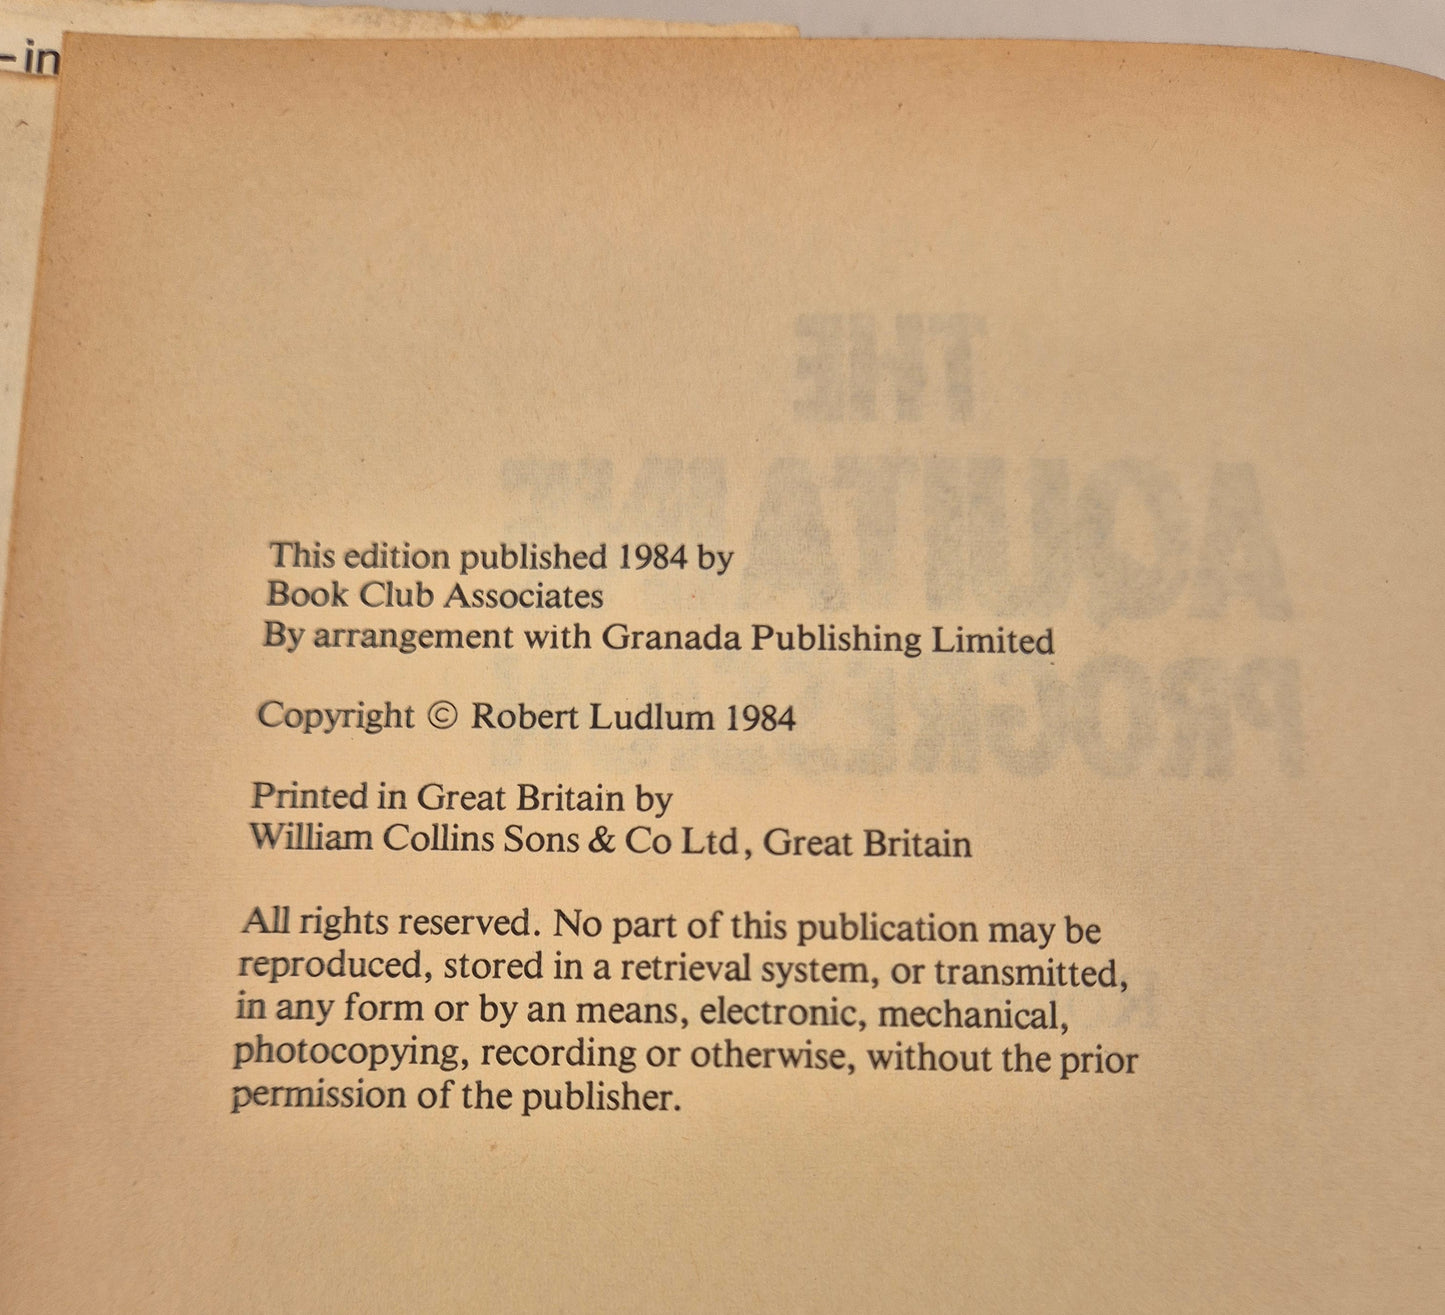 -in
This edition published 1984 by
Book Club Associates
By arrangement with Granada Publishing Limited
Copyright © Robert Ludlum 1984
Printed in Great Britain by
William Collins Sons & Co Ltd, Great Britain
All rights reserved. No part of this publication may be
reproduced, stored in a retrieval system, or transmitted,
in any form or by an means, electronic, mechanical,
photocopying, recording or otherwise, without the prior
permission of the publisher.
THE
AQUITAINE
PROGRESSION